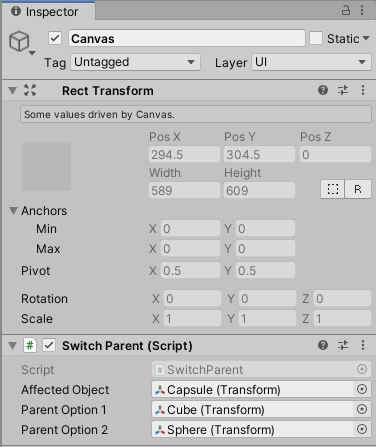 Inspector
Canvas Static
Tag Untagged Layer UI
Rect Transform
Some values driven by Canvas.
Pos X Pos Y Pos Z
294.5 304.5 0
Width Height
589 609 R
Anchors
Min X 0 Y 0
Max X 0 Y 0
Pivot X 0.5 Y 0.5
Rotation X 0 Y 0 Z 0
Scale X 1 Y 1 Z 1
# Switch Parent (Script)
Script # SwitchParent
Affected Object Capsule (Transform)
Parent Option 1 Cube (Transform)
Parent Option 2 Sphere (Transform)